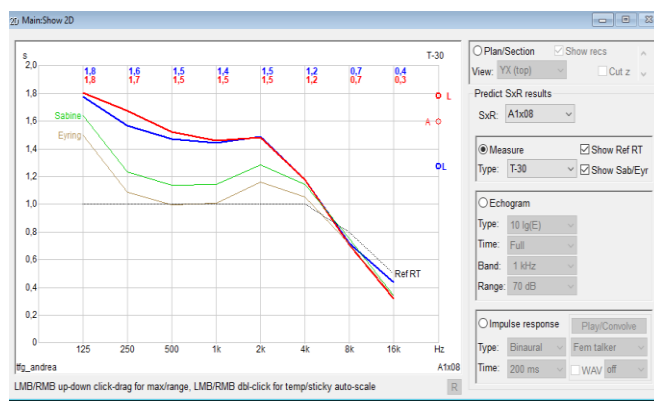 2D Main:Show 2D
s
T-30
2,0
1,8 1,6 1,5 1,4 1,5 1,2 0,7 0,4
1,8 1,7 1,5 1,5 1,5 1,2 0,7 0,3
1,8
L
Sabine
1,6
A
Eyring
1,4
L
1,2
1,0
0,8
0,6
Ref RT
0,4
0,2
0
125 250 500 1k 2k 4k 8k 16k Hz
tfg_andrea
A1x08
LMB/RMB up-down click-drag for max/range, LMB/RMB dbl-click for temp/sticky auto-scale
R
Plan/Section Show recs
View: YX (top) Cut z
Predict SxR results
SxR: A1x08
Measure Show Ref RT
Type: T-30 Show Sab/Eyr
Echogram
Type: 10 lg(E)
Time: Full
Band: 1 kHz
Range: 70 dB
Impulse response Play/Convolve
Type: Binaural Fem talker
Time: 200 ms WAV off